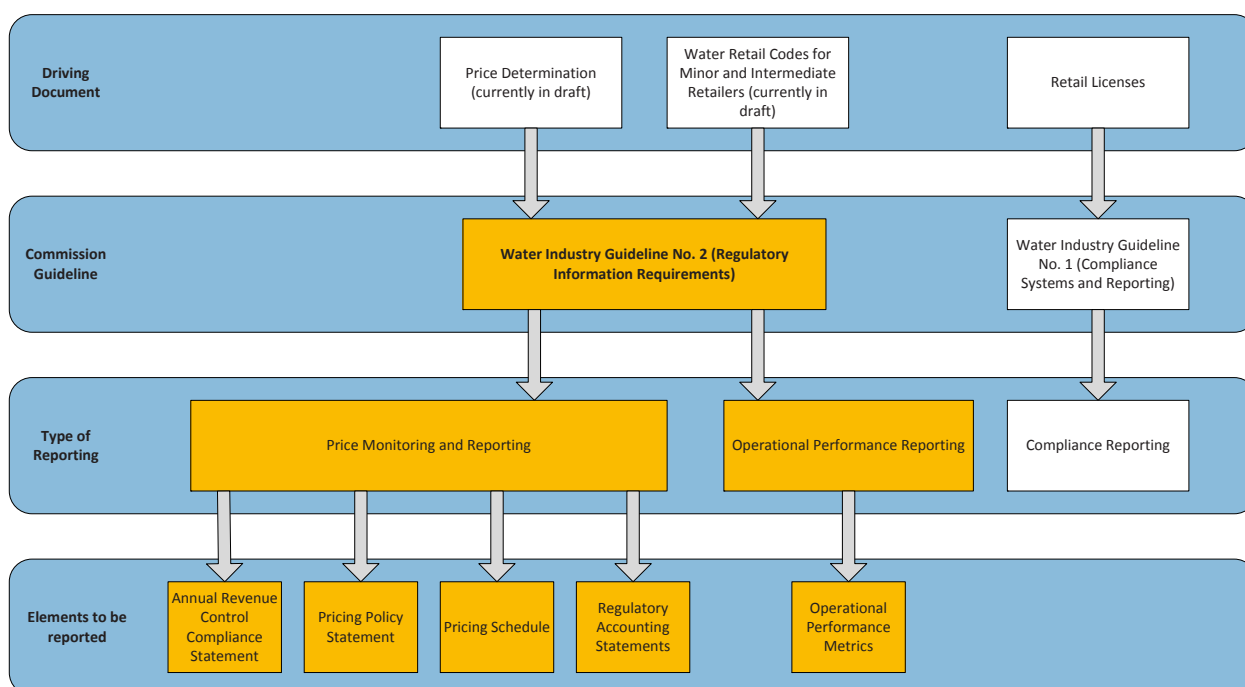 Driving
Document
Price Determination
(currently in draft)
Water Retail Codes for
Minor and Intermediate
Retailers (currently in
draft)
Retail Licenses
Commission
Guideline
Water Industry Guideline No. 2 (Regulatory
Information Requirements)
Water Industry Guideline
No. 1 (Compliance
Systems and Reporting)
Type of
Reporting
Price Monitoring and Reporting
Operational Performance Reporting
Compliance Reporting
Elements to be
reported
Annual Revenue
Control
Compliance
Statement
Pricing Policy
Statement
Pricing Schedule
Regulatory
Accounting
Statements
Operational
Performance
Metrics